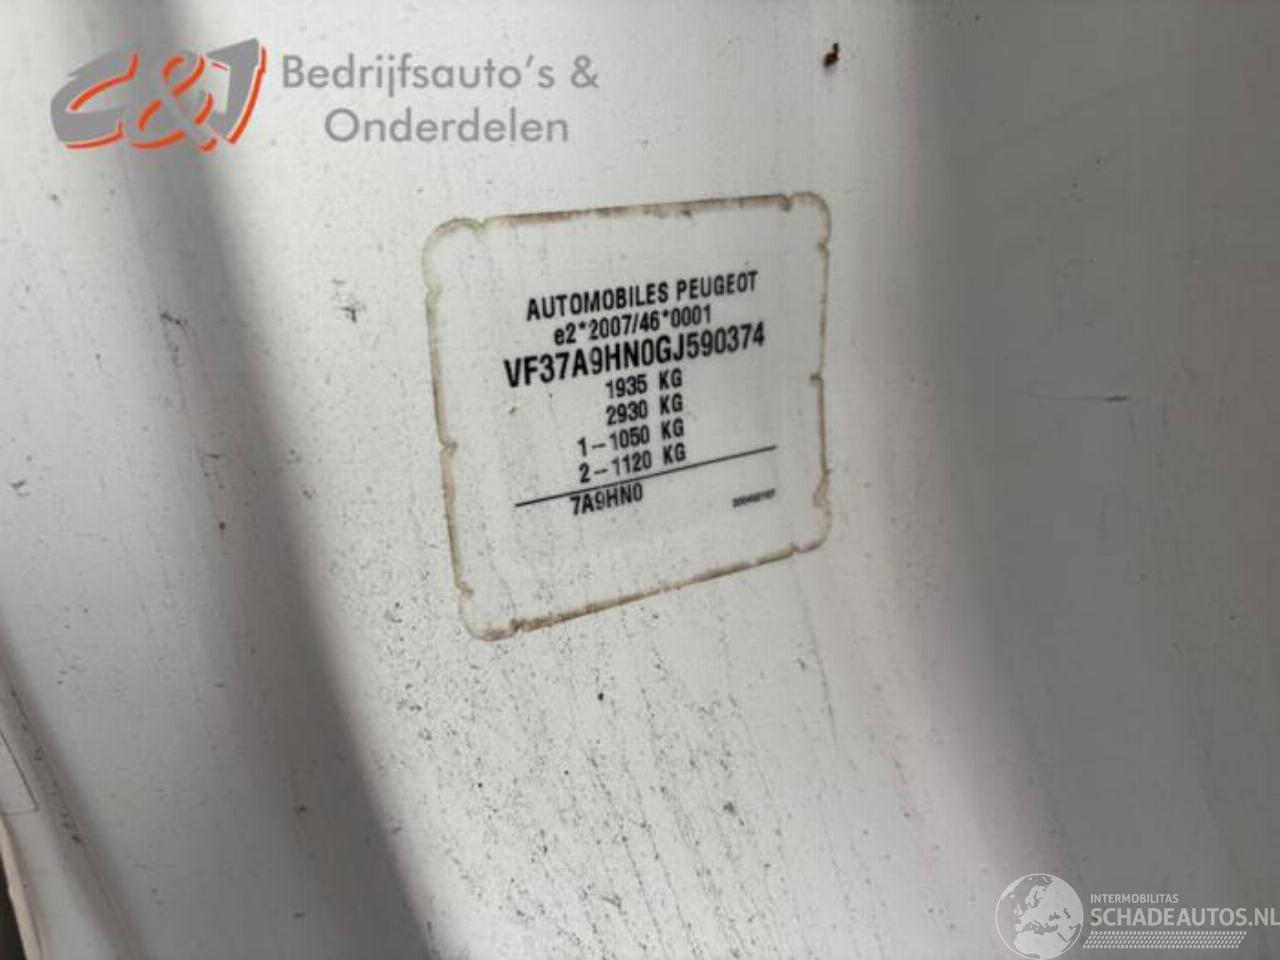 C&J Bedrijfsauto's &
Onderdelen
AUTOMOBILES PEUGEOT
e2*2007/46*0001
VF37A9HN0GJ590374
1935 KG
2930 KG
1-1050 KG
2-1120 KG
7A9HN0
INTERMOBILITAS
SCHADEAUTOS.NL